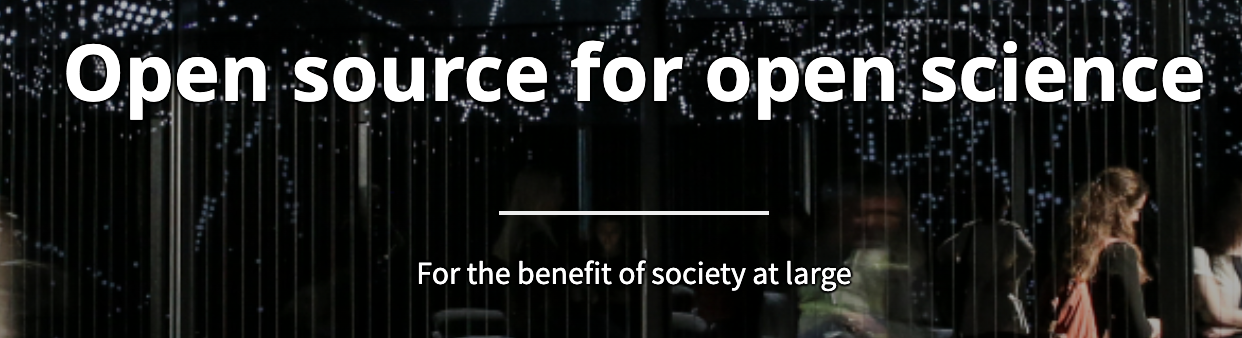 Open source for open science
For the benefit of society at large